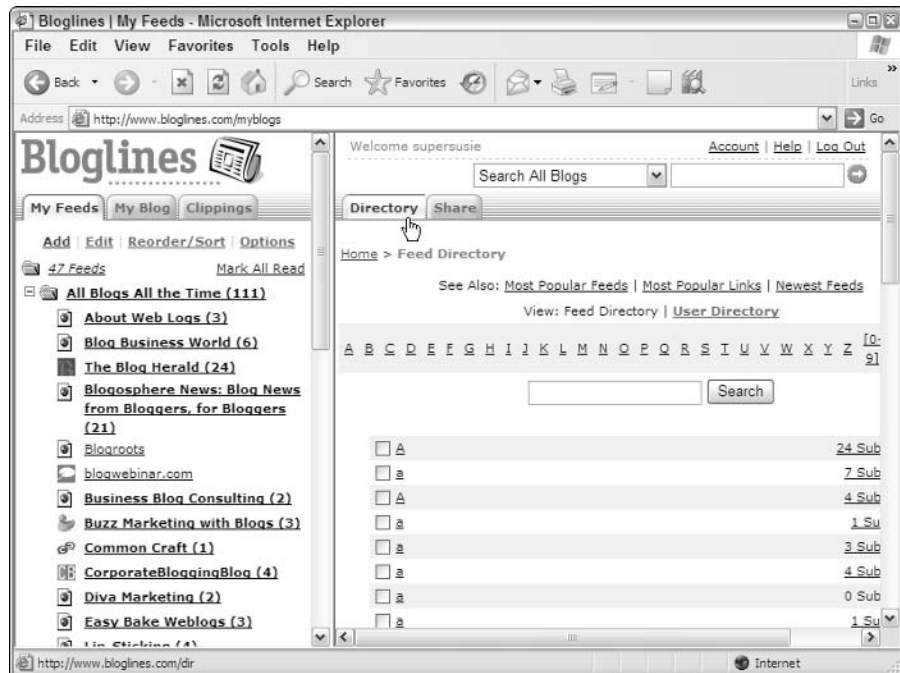 Bloglines | My Feeds - Microsoft Internet Explorer
File Edit View Favorites Tools Help
Back Search Favorites Links »
Address http://www.bloglines.com/myblogs Go
Bloglines
My Feeds My Blog Clippings
Add | Edit | Reorder/Sort | Options
47 Feeds Mark All Read
All Blogs All the Time (111)
About Web Logs (3)
Blog Business World (6)
The Blog Herald (24)
Blogosphere News: Blog News
from Bloggers, for Bloggers
(21)
Blogroots
blogwebinar.com
Business Blog Consulting (2)
Buzz Marketing with Blogs (3)
Common Craft (1)
CorporateBloggingBlog (4)
Diva Marketing (2)
Easy Bake Weblogs (3)
Lip-Sticking (4)
Welcome supersusie Account | Help | Log Out
Search All Blogs
Directory Share
Home > Feed Directory
See Also: Most Popular Feeds | Most Popular Links | Newest Feeds
View: Feed Directory | User Directory
A B C D E F G H I J K L M N O P Q R S T U V W X Y Z [0-
9]
Search
A 24 Sub
a 7 Sub
A 4 Sub
a 1 Su
a 3 Sub
a 4 Sub
a 0 Sub
a 1 Su
http://www.bloglines.com/dir Internet